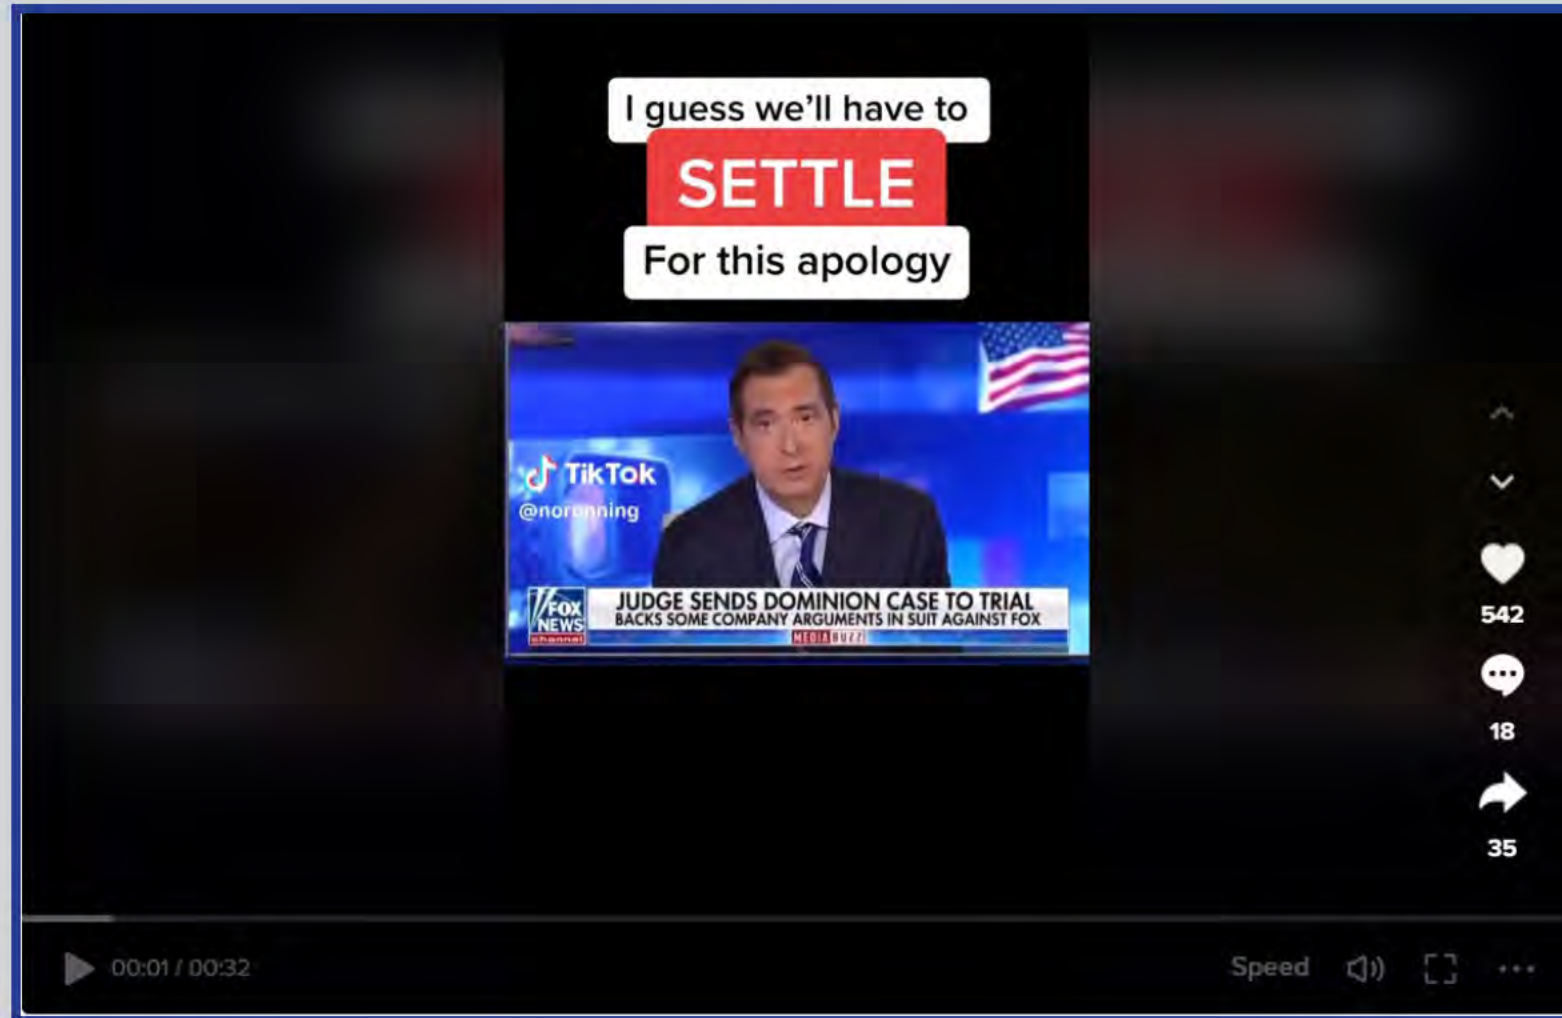 I guess we'll have to
SETTLE
For this apology
TikTok
@noronning
FOX
NEWS
channel
JUDGE SENDS DOMINION CASE TO TRIAL
BACKS SOME COMPANY ARGUMENTS IN SUIT AGAINST FOX
MEDIA BUZZ
542
18
35
00:01 / 00:32
Speed